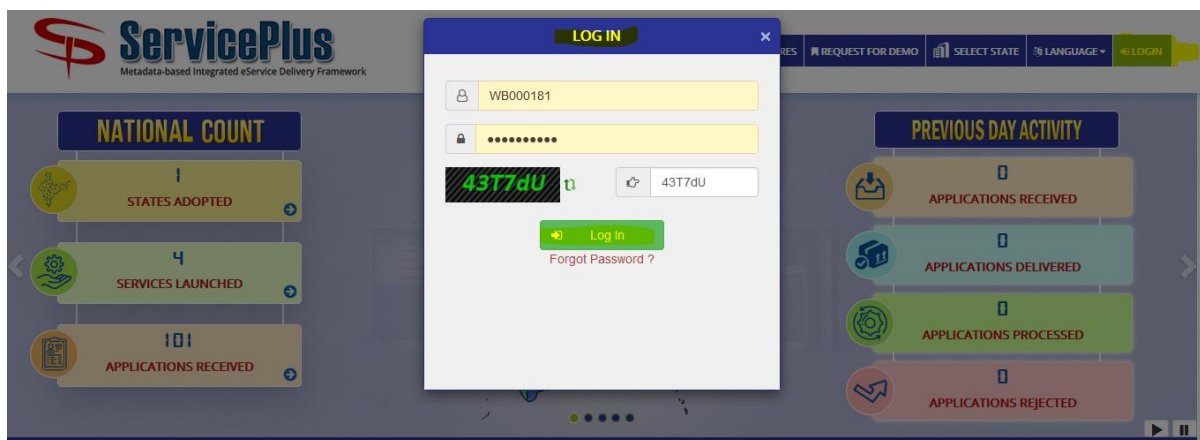 ServicePlus
Metadata-based Integrated eService Delivery Framework
RES
REQUEST FOR DEMO
SELECT STATE
LANGUAGE
LOGIN
LOG IN
×
WB000181
••••••••••
43T7dU
43T7dU
Log In
Forgot Password ?
NATIONAL COUNT
1
STATES ADOPTED
4
SERVICES LAUNCHED
101
APPLICATIONS RECEIVED
PREVIOUS DAY ACTIVITY
0
APPLICATIONS RECEIVED
0
APPLICATIONS DELIVERED
0
APPLICATIONS PROCESSED
0
APPLICATIONS REJECTED